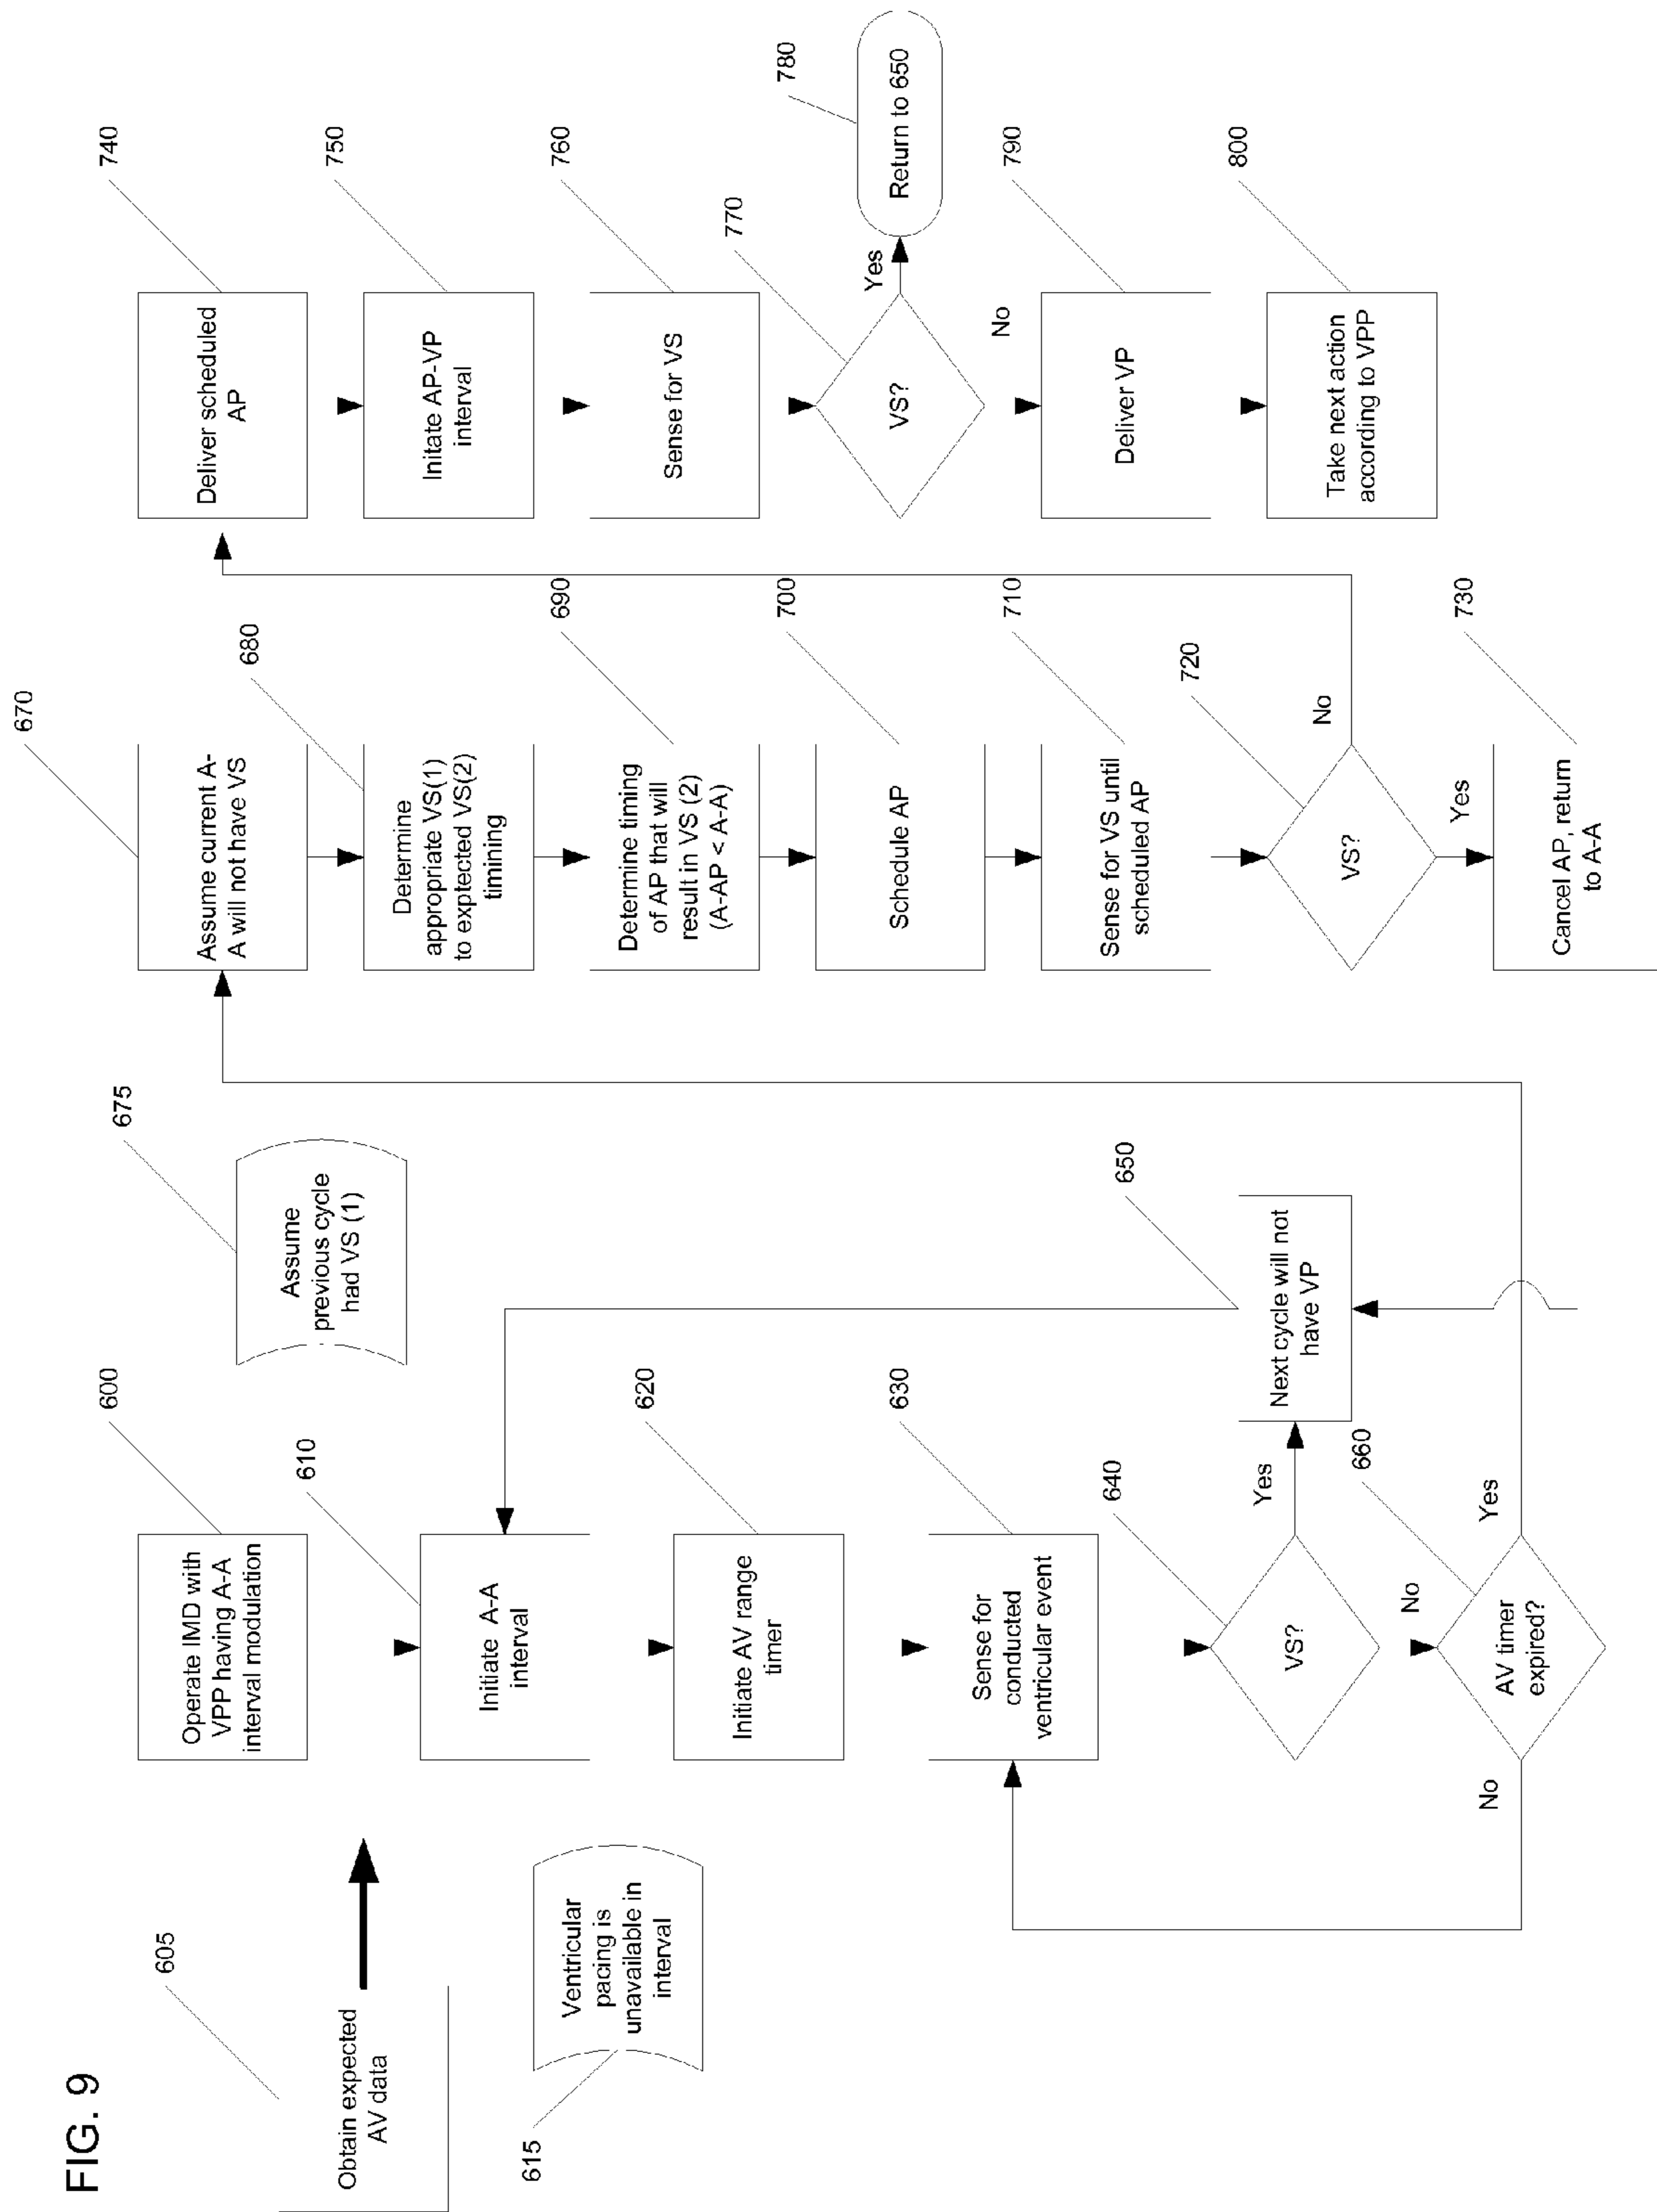 FIG. 9
605
Obtain expected
AV data
600
Operate IMD with
VPP having A-A
interval modulation
610
Initiate A-A
interval
615
Ventricular
pacing is
unavailable in
interval
620
Initiate AV range
timer
630
Sense for
conducted
ventricular event
640
VS?
Yes
No
650
Next cycle will not
have VP
660
AV timer
expired?
No
Yes
675
Assume
previous cycle
had VS (1)
670
Assume current A-
A will not have VS
680
Determine
appropriate VS(1)
to exptected VS(2)
timining
690
Determine timing
of AP that will
result in VS (2)
(A-AP < A-A)
700
Schedule AP
710
Sense for VS until
scheduled AP
720
VS?
No
Yes
730
Cancel AP, return
to A-A
740
Deliver scheduled
AP
750
Initate AP-VP
interval
760
Sense for VS
770
VS?
Yes
No
780
Return to 650
790
Deliver VP
800
Take next action
according to VPP